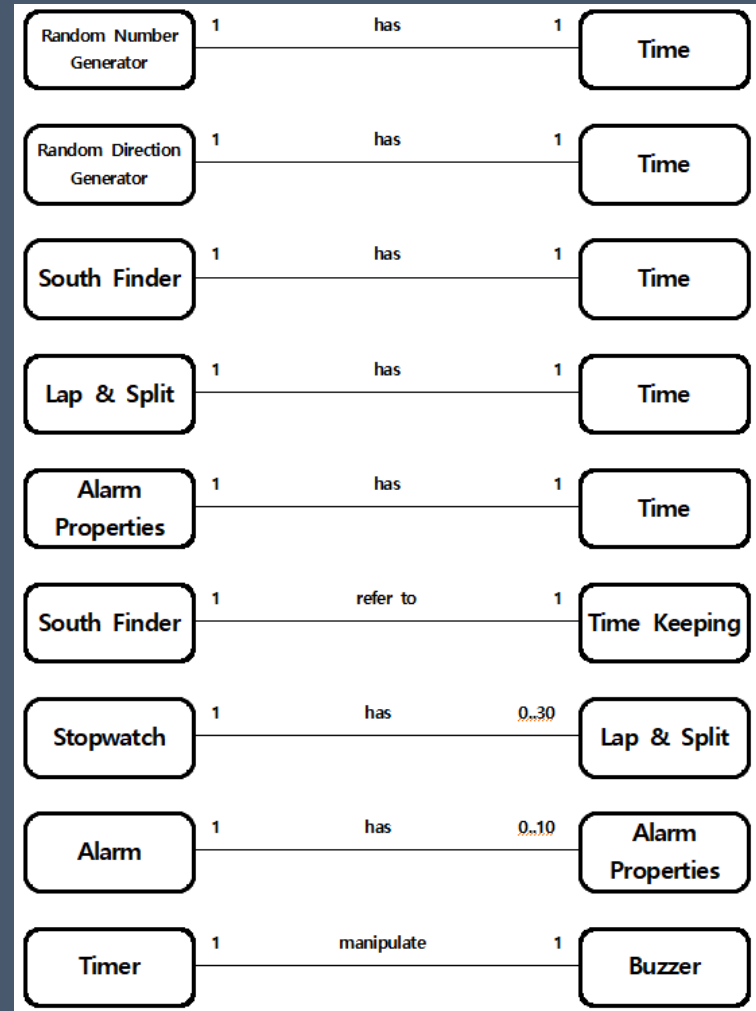 1 has 1
Random Number
Generator
Time
1 has 1
Random Direction
Generator
Time
1 has 1
South Finder
Time
1 has 1
Lap & Split
Time
1 has 1
Alarm
Properties
Time
1 refer to 1
South Finder
Time Keeping
1 has 0..30
Stopwatch
Lap & Split
1 has 0..10
Alarm
Alarm
Properties
1 manipulate 1
Timer
Buzzer